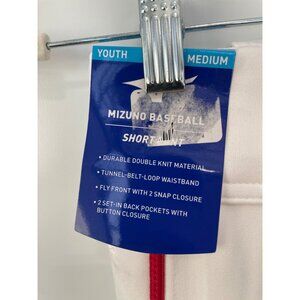 YOUTH MEDIUM
MIZUNO BASEBALL
SHORT
• DURABLE DOUBLE KNIT MATERIAL
• TUNNEL-BELT-LOOP WAISTBAND
• FLY FRONT WITH 2 SNAP CLOSURE
• 2 SET-IN BACK POCKETS WITH
BUTTON CLOSURE